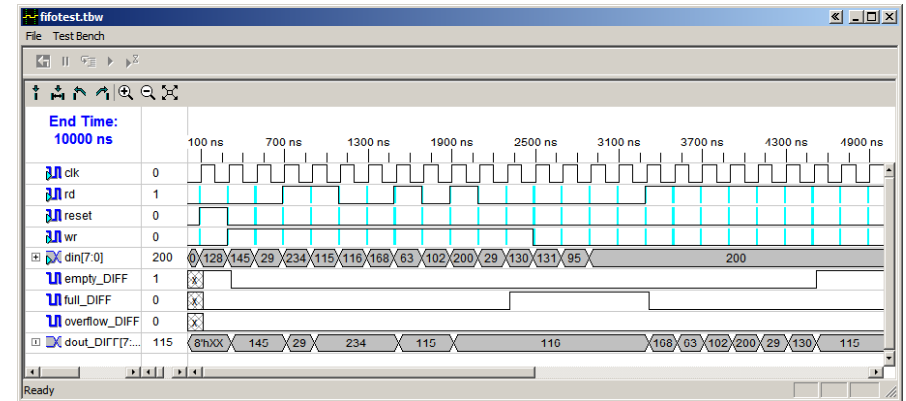 fifotest.tbw
File Test Bench
End Time:
10000 ns
100 ns 700 ns 1300 ns 1900 ns 2500 ns 3100 ns 3700 ns 4300 ns 4900 ns
clk 0
rd 1
reset 0
wr 0
din[7:0] 200 0 128 145 29 234 115 116 168 63 102 200 29 130 131 95 200
empty_DIFF 1 X
full_DIFF 0 X
overflow_DIFF 0 X
dout_DIFF[7:... 115 8'hXX 145 29 234 115 116 168 63 102 200 29 130 115
Ready